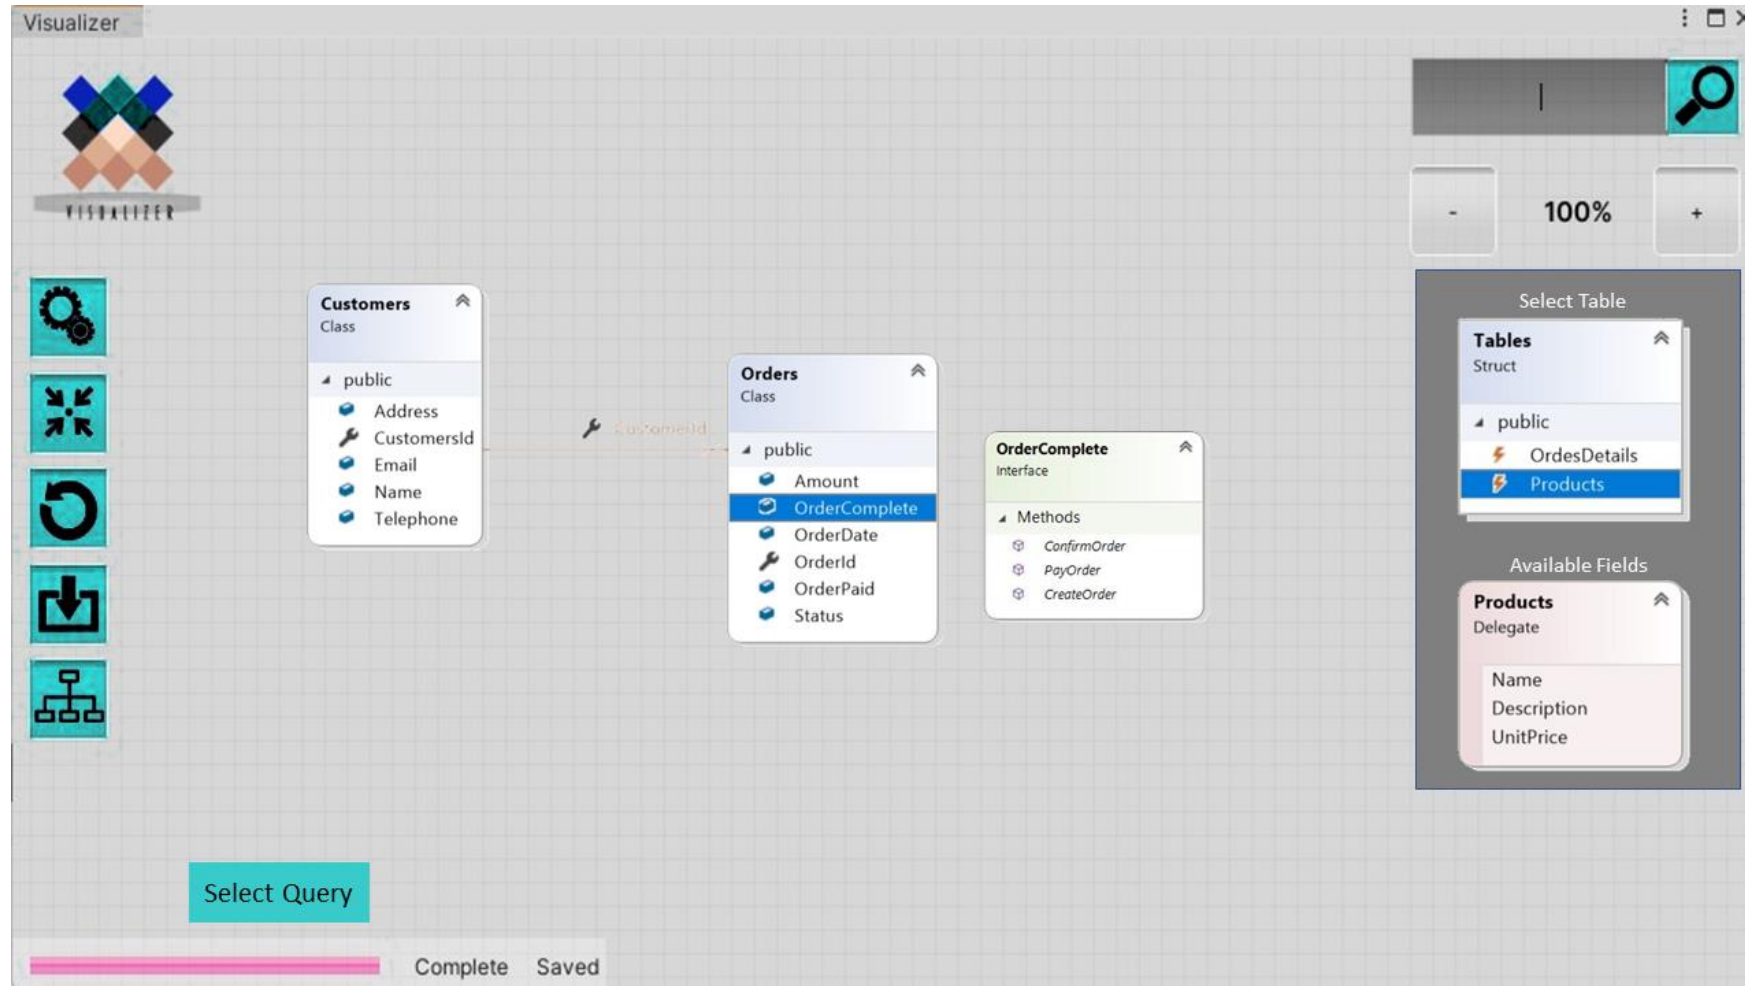 Visualizer
VISUALIZER
-
100%
+
Customers
Class
public
Address
CustomersId
Email
Name
Telephone
CustomerId
Orders
Class
public
Amount
OrderComplete
OrderDate
OrderId
OrderPaid
Status
OrderComplete
Interface
Methods
ConfirmOrder
PayOrder
CreateOrder
Select Table
Tables
Struct
public
OrdesDetails
Products
Available Fields
Products
Delegate
Name
Description
UnitPrice
Select Query
Complete Saved